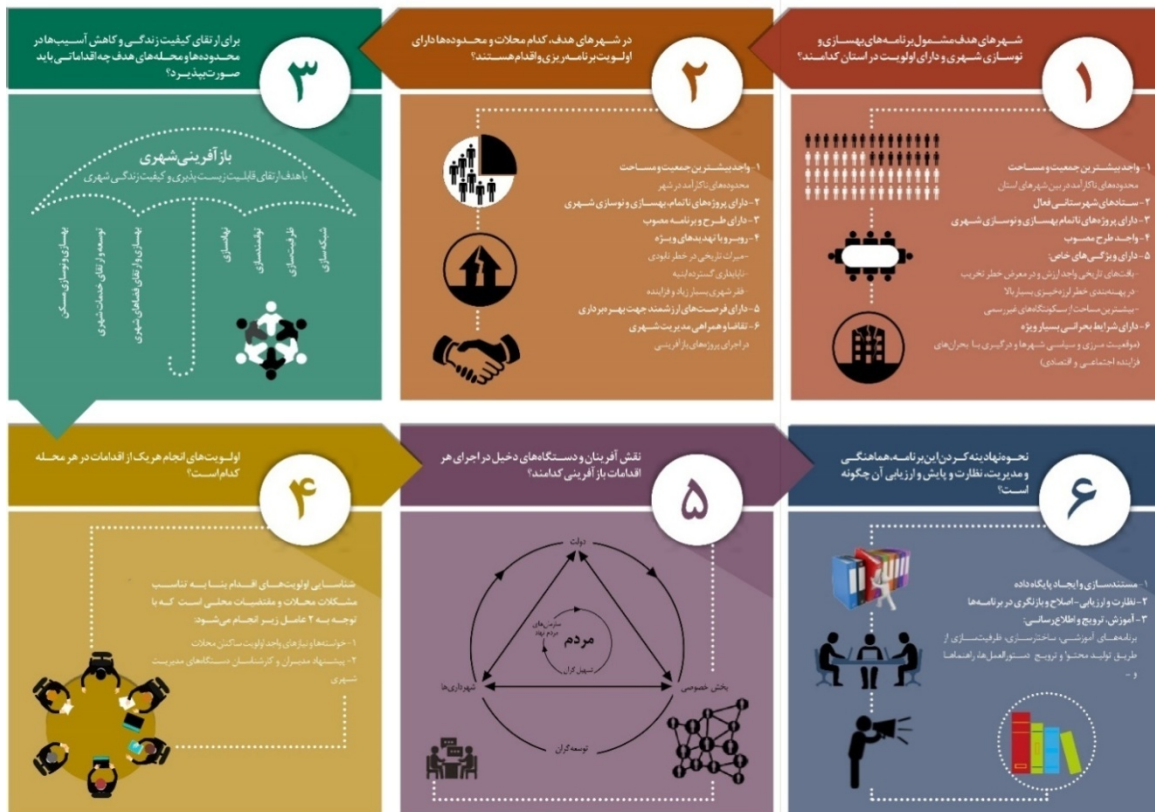 شهرهای هدف مشمول برنامه‌های بهسازی و
نوسازی شهری و دارای اولویت در استان کدامند؟
۱
۱- واجد بیشترین جمعیت و مساحت
محدوده‌های ناکارآمد در بین شهرهای استان
۲- ستادهای شهرستانی فعال
۳- دارای پروژه‌های ناتمام بهسازی و نوسازی شهری
۴- واجد طرح مصوب
۵- دارای ویژگی‌های خاص:
-بافت‌های تاریخی واجد ارزش و در معرض خطر تخریب
-در پهنه‌بندی خطر لرزه‌خیزی بسیار بالا
-بیشترین مساحت از سکونتگاه‌های غیررسمی
۶- دارای شرایط بحرانی بسیار ویژه
(موقعیت مرزی و سیاسی شهرها و درگیری با بحران‌های
فزاینده اجتماعی و اقتصادی)
در شهرهای هدف، کدام محلات و محدوده‌ها دارای
اولویت برنامه‌ریزی و اقدام هستند؟
۲
۱- واجد بیشترین جمعیت و مساحت
محدوده‌های ناکارآمد در شهر
۲- دارای پروژه‌های ناتمام، بهسازی و نوسازی شهری
۳- دارای طرح و برنامه مصوب
۴- روبرو با تهدیدهای ویژه
-میراث تاریخی در خطر نابودی
-ناپایداری گسترده ابنیه
-فقر شهری بسیار زیاد و فزاینده
۵- دارای فرصت‌های ارزشمند جهت بهره‌برداری
۶- تقاضا و همراهی مدیریت شهری
در اجرای پروژه‌های بازآفرینی
برای ارتقای کیفیت زندگی و کاهش آسیب‌ها در
محدوده‌ها و محله‌های هدف چه اقداماتی باید
صورت بپذیرد؟
۳
بازآفرینی شهری
با هدف ارتقای قابلیت زیست‌پذیری و کیفیت زندگی شهری
شبکه‌سازی
ظرفیت‌سازی
توانمندسازی
نهادسازی
بهسازی و ارتقای فضاهای شهری
توسعه و ارتقای خدمات شهری
بهسازی و نوسازی مسکن
اولویت‌های انجام هریک از اقدامات در هر محله
کدام است؟
۴
شناسایی اولویت‌های اقدام بنا به تناسب
مشکلات محلات و مقتضیات محلی است که با
توجه به ۲ عامل زیر انجام می‌شود:
۱- خواسته‌ها و نیازهای واجد اولویت ساکنین محلات
۲- پیشنهاد مدیران و کارشناسان دستگاه‌های مدیریت
شهری
نقش آفرینان و دستگاه‌های دخیل در اجرای هر
اقدامات بازآفرینی کدامند؟
۵
دولت
سازمان‌های
مردم نهاد
مردم
تسهیل‌گران
شهرداری‌ها
بخش خصوصی
توسعه‌گران
نحوه نهادینه کردن این برنامه، هماهنگی
و مدیریت، نظارت و پایش و ارزیابی آن چگونه
است؟
۶
۱- مستندسازی و ایجاد پایگاه داده
۲- نظارت و ارزیابی - اصلاح و بازنگری در برنامه‌ها
۳- آموزش، ترویج و اطلاع‌رسانی:
برنامه‌های آموزشی، ساختارسازی، ظرفیت‌سازی از
طریق تولید محتوا و ترویج دستورالعمل‌ها، راهنماها
و ...